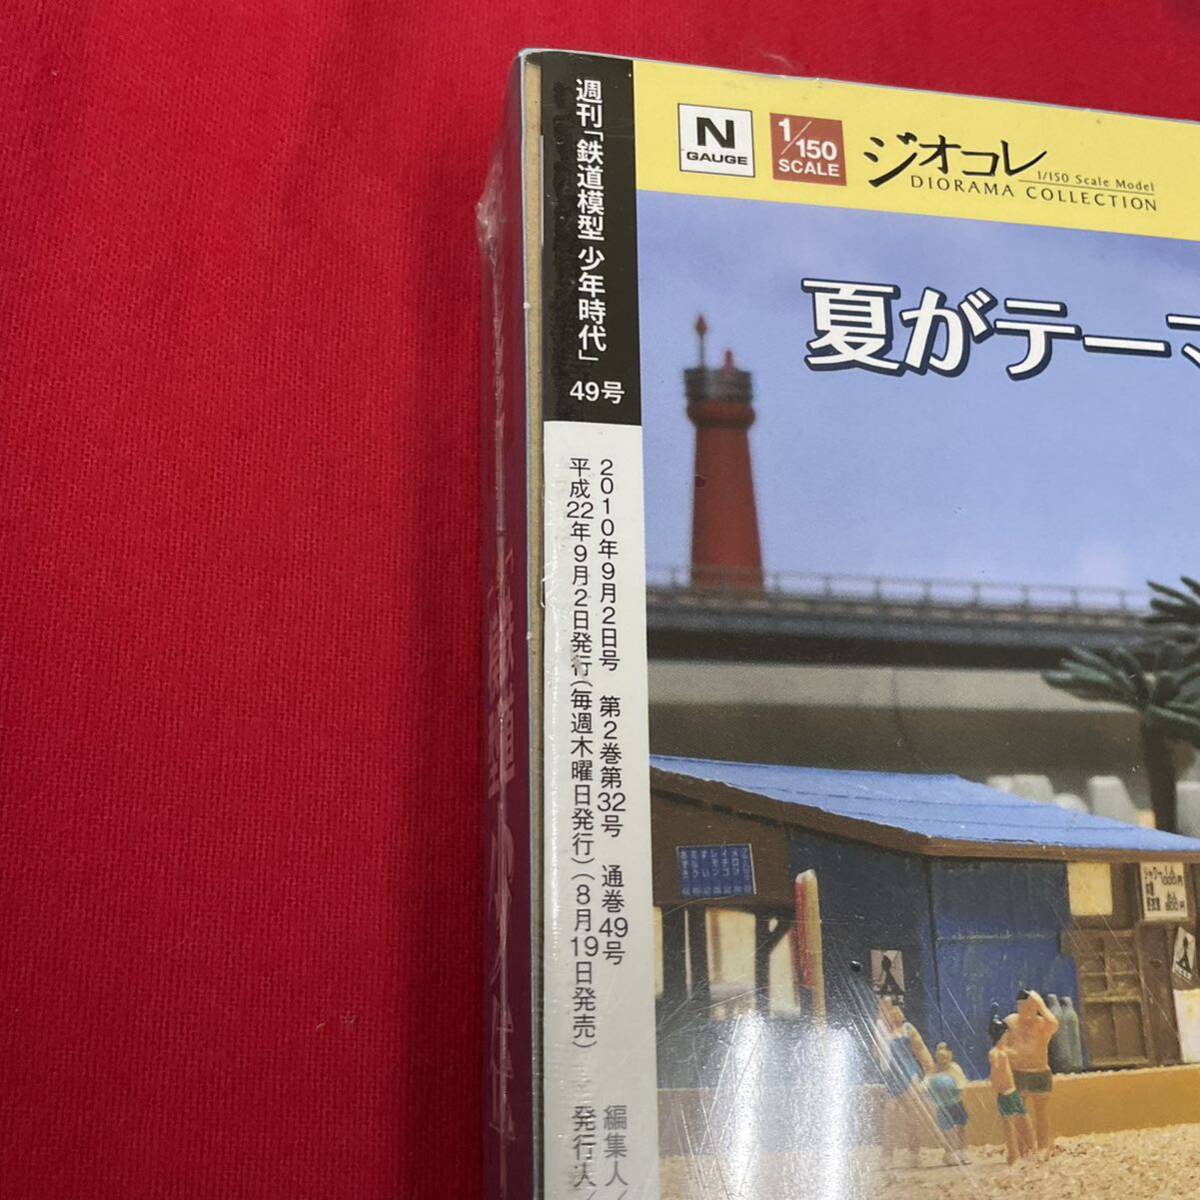 週刊「鉄道模型 少年時代」
49号
2010年9月2日号 第2巻第32号 通巻49号 編集人/
平成22年9月2日発行(毎週木曜日発行)(8月19日発売) 発行人/
N
GAUGE
1/150
SCALE
ジオコレ
1/150 Scale Model
DIORAMA COLLECTION
夏がテーマ